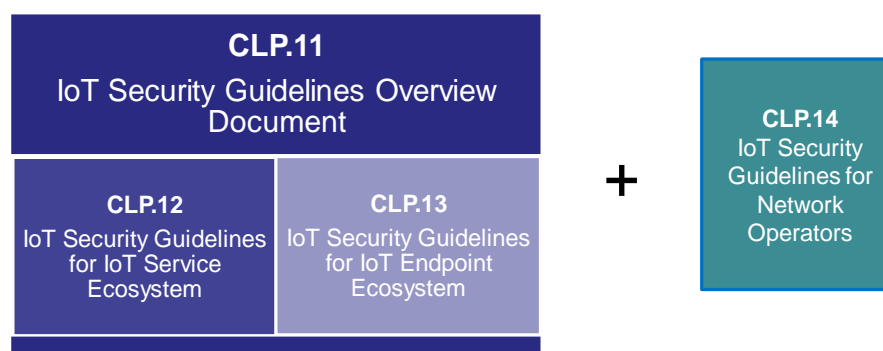 CLP.11
IoT Security Guidelines Overview
Document
CLP.12
IoT Security Guidelines
for IoT Service
Ecosystem
CLP.13
IoT Security Guidelines
for IoT Endpoint
Ecosystem
+
CLP.14
IoT Security
Guidelines for
Network
Operators